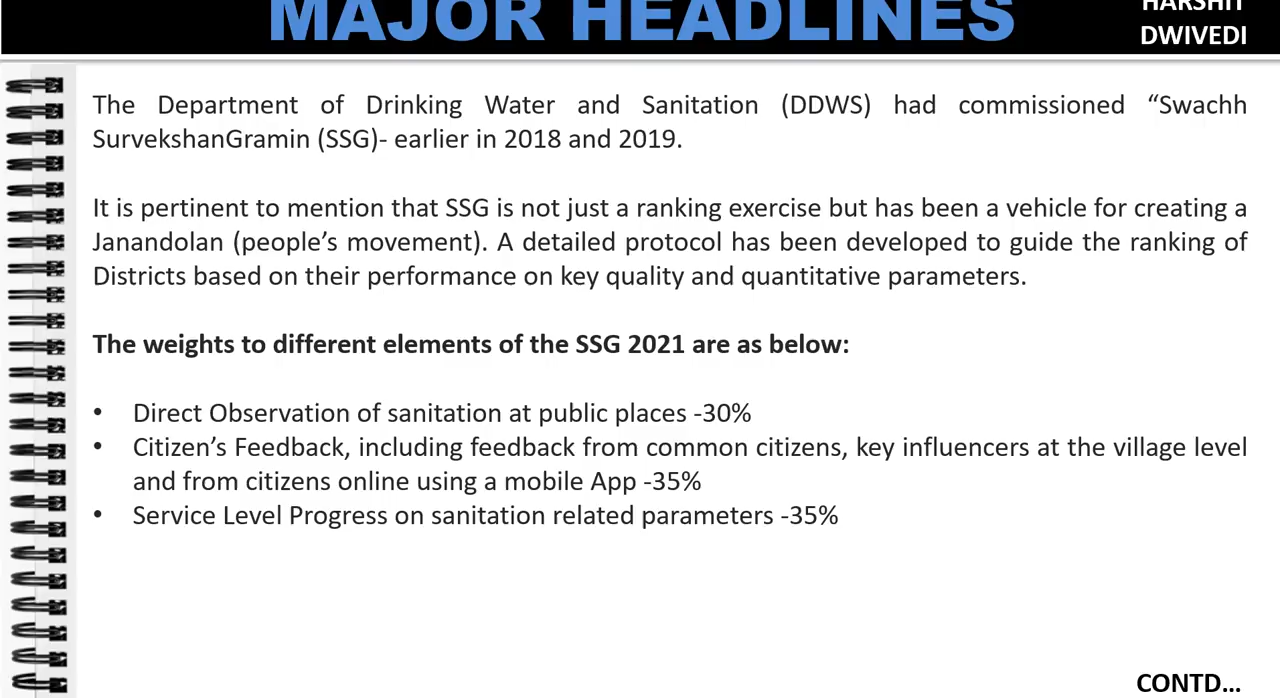 MAJOR HEADLINES
HARSHIT
DWIVEDI
The Department of Drinking Water and Sanitation (DDWS) had commissioned “Swachh
SurvekshanGramin (SSG)- earlier in 2018 and 2019.
It is pertinent to mention that SSG is not just a ranking exercise but has been a vehicle for creating a
Janandolan (people’s movement). A detailed protocol has been developed to guide the ranking of
Districts based on their performance on key quality and quantitative parameters.
The weights to different elements of the SSG 2021 are as below:
• Direct Observation of sanitation at public places -30%
• Citizen’s Feedback, including feedback from common citizens, key influencers at the village level
and from citizens online using a mobile App -35%
• Service Level Progress on sanitation related parameters -35%
CONTD...